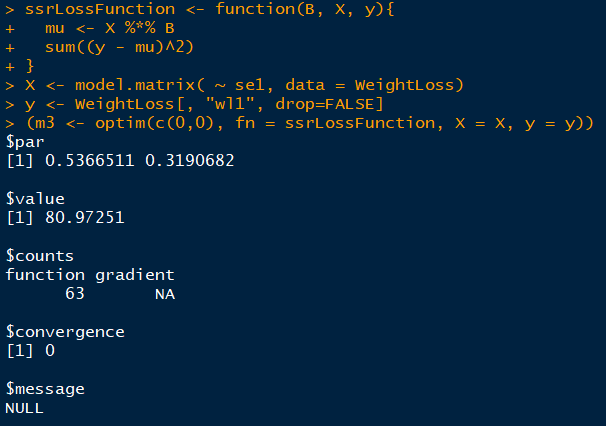 > ssrLossFunction <- function(B, X, y){
+   mu <- X %*% B
+   sum((y - mu)^2)
+ }
> X <- model.matrix( ~ se1, data = WeightLoss)
> y <- WeightLoss[, "wl1", drop=FALSE]
> (m3 <- optim(c(0,0), fn = ssrLossFunction, X = X, y = y))
$par
[1] 0.5366511 0.3190682

$value
[1] 80.97251

$counts
function gradient
      63       NA

$convergence
[1] 0

$message
NULL